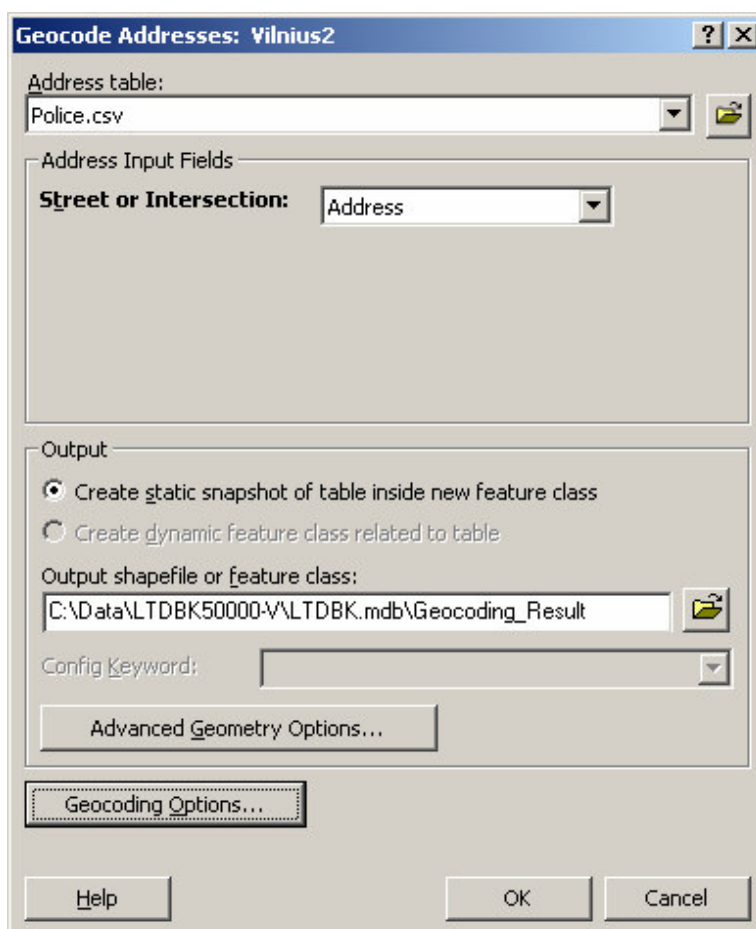 Geocode Addresses: Vilnius2
Address table:
Police.csv
Address Input Fields
Street or Intersection:
Address
Output
Create static snapshot of table inside new feature class
Create dynamic feature class related to table
Output shapefile or feature class:
C:\Data\LTDBK50000-V\LTDBK.mdb\Geocoding_Result
Config Keyword:
Advanced Geometry Options...
Geocoding Options...
Help
OK
Cancel